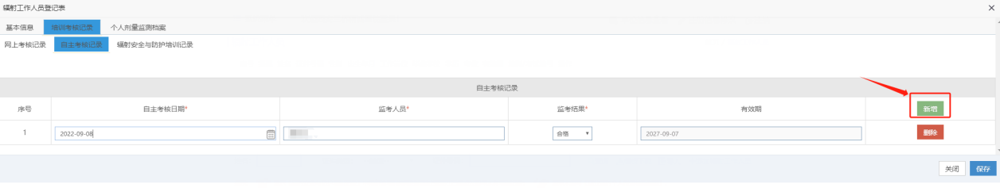 辐射工作人员登记表 ×
基本信息 培训考核记录 个人剂量监测档案
网上考核记录 自主考核记录 辐射安全与防护培训记录
自主考核记录
序号 自主考核日期* 监考人员* 监考结果* 有效期 新增
1 2022-09-08 合格 2027-09-07 删除
关闭 保存